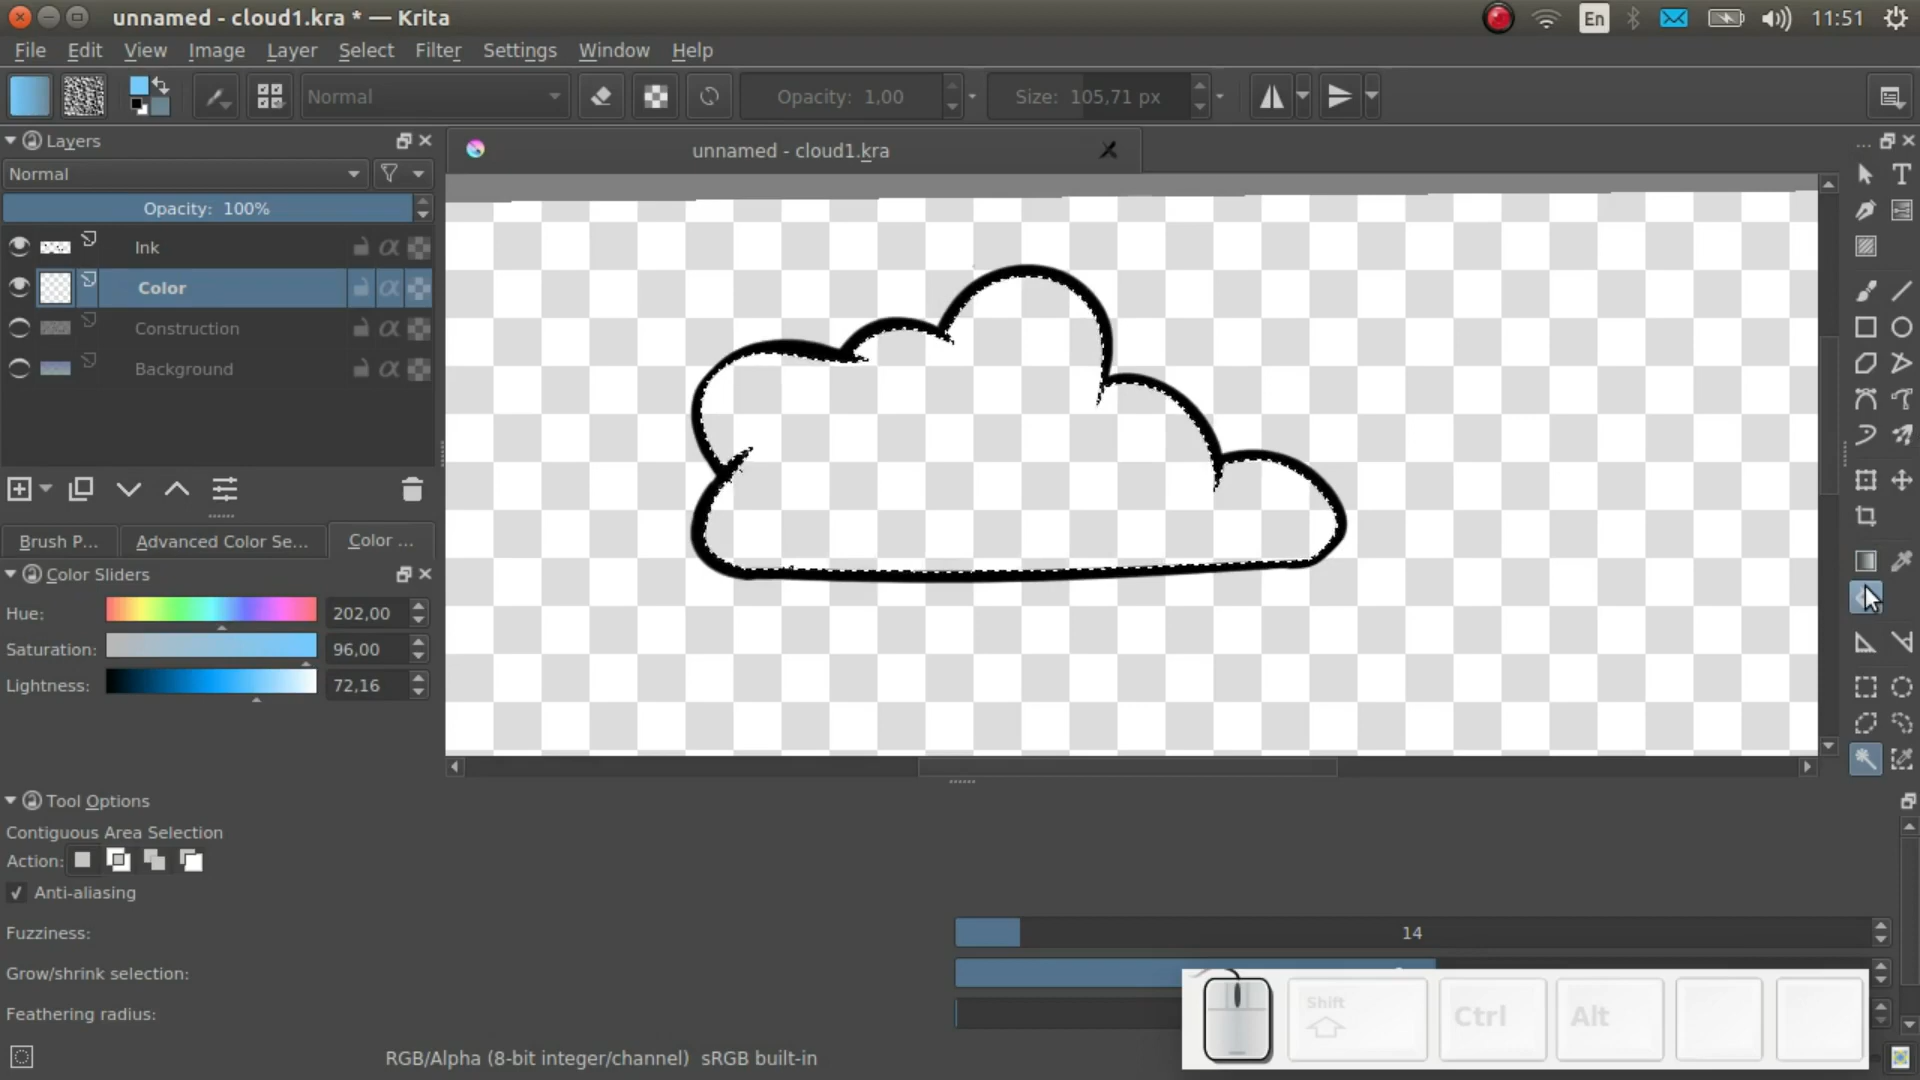 unnamed - cloud1.kra * — Krita
En
11:51
File Edit View Image Layer Select Filter Settings Window Help
Normal
Opacity: 1,00
Size: 105,71 px
Layers
unnamed - cloud1.kra
Normal
Opacity: 100%
Ink
Color
Construction
Background
Brush P... Advanced Color Se... Color ...
Color Sliders
Hue: 202,00
Saturation: 96,00
Lightness: 72,16
Tool Options
Contiguous Area Selection
Action:
Anti-aliasing
Fuzziness: 14
Grow/shrink selection:
Feathering radius:
Shift
Ctrl
Alt
RGB/Alpha (8-bit integer/channel) sRGB built-in